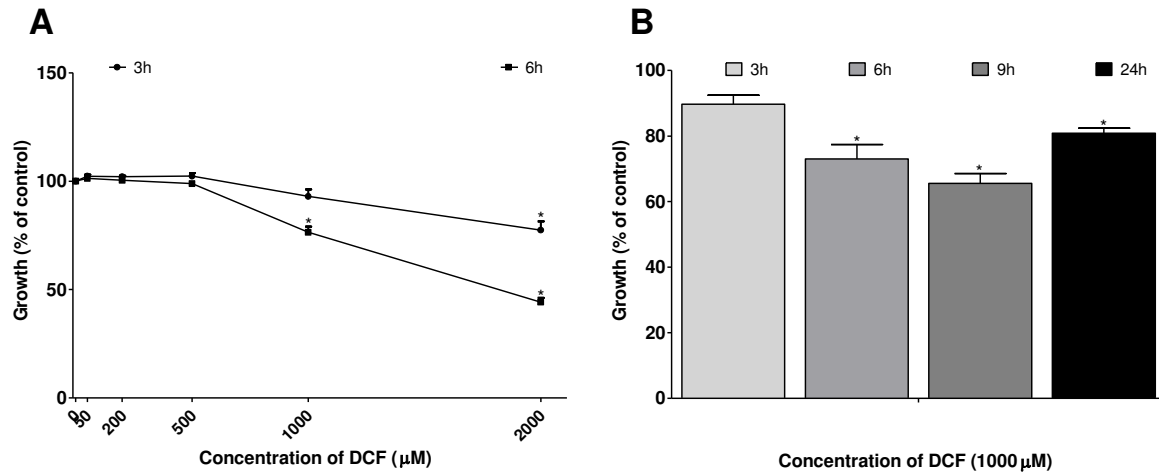 A
3h
6h
150
100
50
0
Growth (% of control)
0
50
200
500
1000
2000
*
*
*
Concentration of DCF (μM)
B
3h
6h
9h
24h
100
80
60
40
20
0
Growth (% of control)
*
*
*
Concentration of DCF (1000 μM)